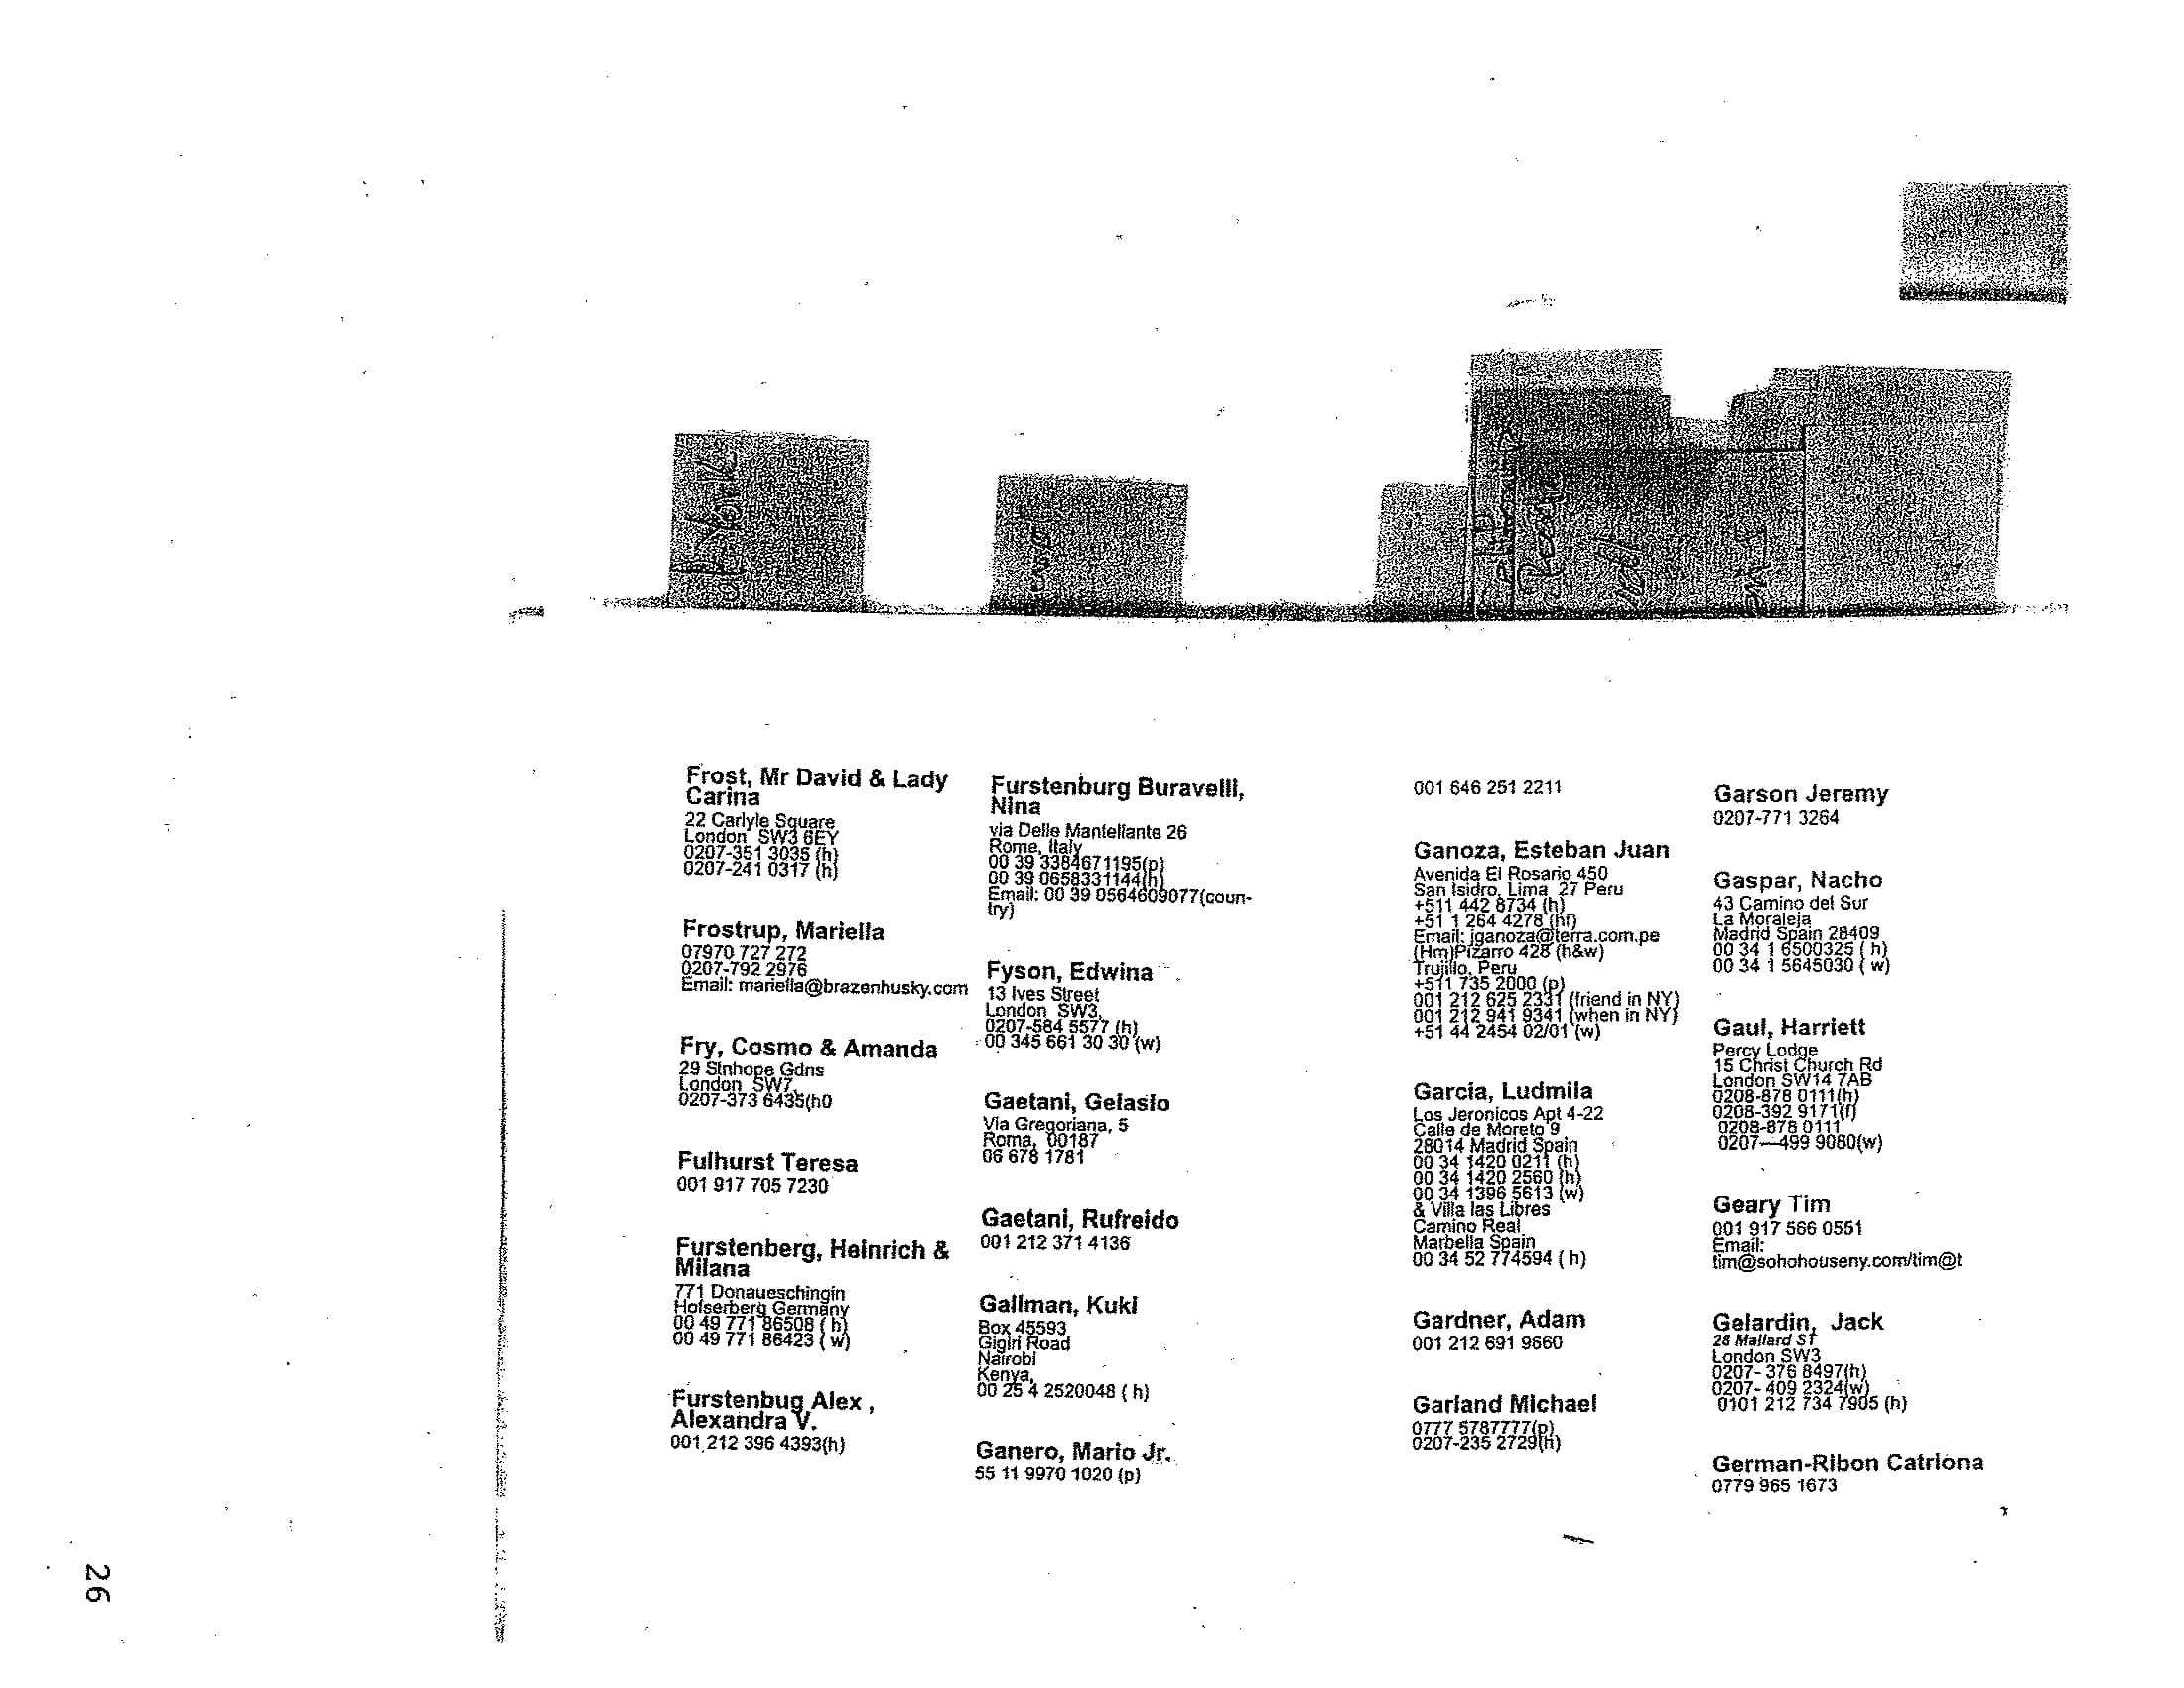 Frost, Mr David & Lady
Carina
22 Carlyle Square
London SW3 6EY
0207-351 3035 (h)
0207-241 0317 (h)
Frostrup, Mariella
07970 727 272
0207-792 2976
Email: mariella@brazenhusky.com
Fry, Cosmo & Amanda
29 Stnhope Gdns
London SW7,
0207-373 6435(h0
Fulhurst Teresa
001 917 705 7230
Furstenberg, Heinrich &
Milana
771 Donaueschingin
Hofserberg Germany
00 49 771 86508 ( h)
00 49 771 86423 ( w)
Furstenbug Alex ,
Alexandra V.
001 212 396 4393(h)
Furstenburg Buravelli,
Nina
via Delle Mantellante 26
Rome, Italy
00 39 3384671195(p)
00 39 0658331144(h)
Email: 00 39 0564609077(coun-
try)
Fyson, Edwina
13 Ives Street
London SW3,
0207-584 5577 (h)
00 345 661 30 30 (w)
Gaetani, Gelasio
Via Gregoriana, 5
Roma, 00187
06 678 1781
Gaetani, Rufreido
001 212 371 4136
Gallman, Kuki
Box 45593
Gigiri Road
Nairobi
Kenya,
00 25 4 2520048 ( h)
Ganero, Mario Jr.
55 11 9970 1020 (p)
001 646 251 2211
Ganoza, Esteban Juan
Avenida El Rosario 450
San Isidro, Lima 27 Peru
+511 442 8734 (h)
+51 1 264 4278 (hf)
Email: jganoza@terra.com.pe
(Hm)Pizarro 428 (h&w)
Trujillo, Peru
+511 735 2000 (p)
001 212 625 2331 (friend in NY)
001 212 941 9341 (when in NY)
+51 44 2454 02/01 (w)
Garcia, Ludmila
Los Jeronicos Apt 4-22
Calle de Moreto 9
28014 Madrid Spain
00 34 1420 0211 (h)
00 34 1420 2560 (h)
00 34 1396 5613 (w)
& Villa las Libres
Camino Real
Marbella Spain
00 34 52 774594 ( h)
Gardner, Adam
001 212 691 9660
Garland Michael
0777 5787777(p)
0207-235 2729(h)
Garson Jeremy
0207-771 3264
Gaspar, Nacho
43 Camino del Sur
La Moraleja
Madrid Spain 28409
00 34 1 6500325 ( h)
00 34 1 5645030 ( w)
Gaul, Harriett
Percy Lodge
15 Christ Church Rd
London SW14 7AB
0208-878 0111(h)
0208-392 9171(f)
0208-878 0111
0207—499 9080(w)
Geary Tim
001 917 566 0551
Email:
tim@sohohouseny.com/tim@t
Gelardin, Jack
28 Mallard ST
London SW3
0207- 376 8497(h)
0207- 409 2324(w)
0101 212 734 7905 (h)
German-Ribon Catriona
0779 965 1673
26